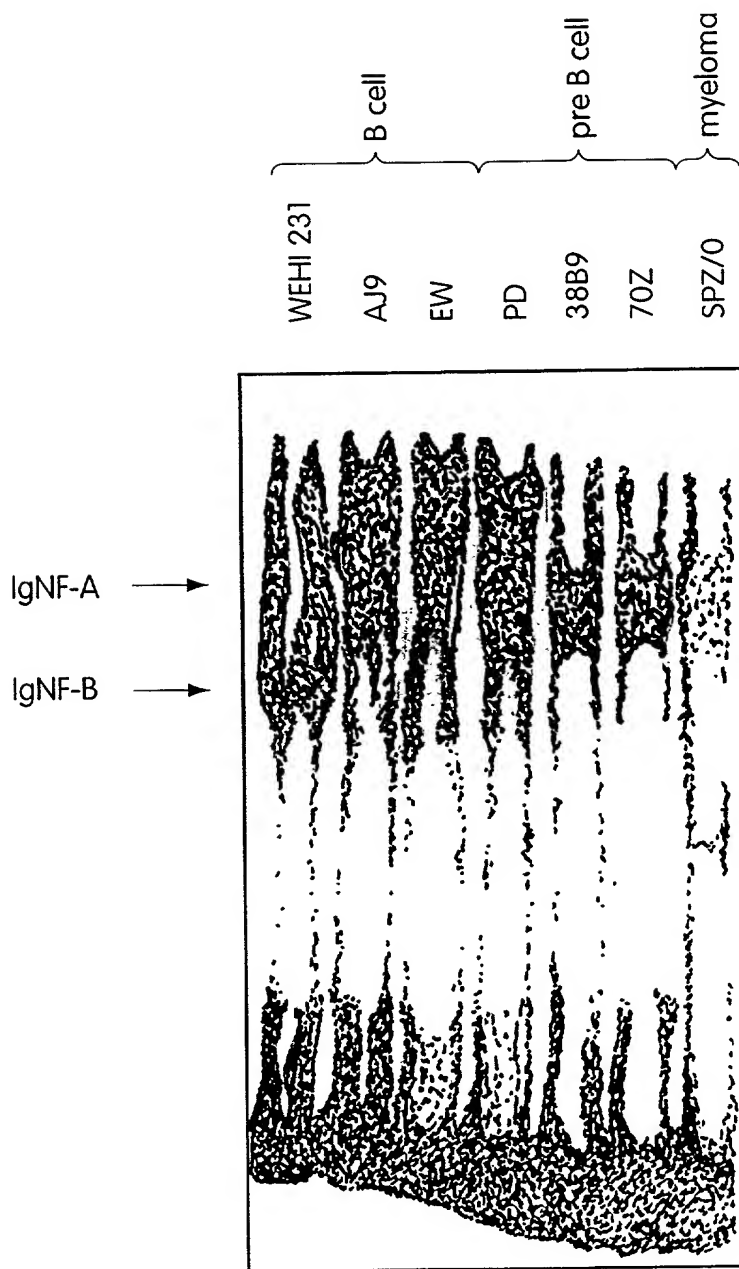 B cell
pre B cell
myeloma
WEHI 231
AJ9
EW
PD
38B9
70Z
SPZ/0
IgNF-A
IgNF-B